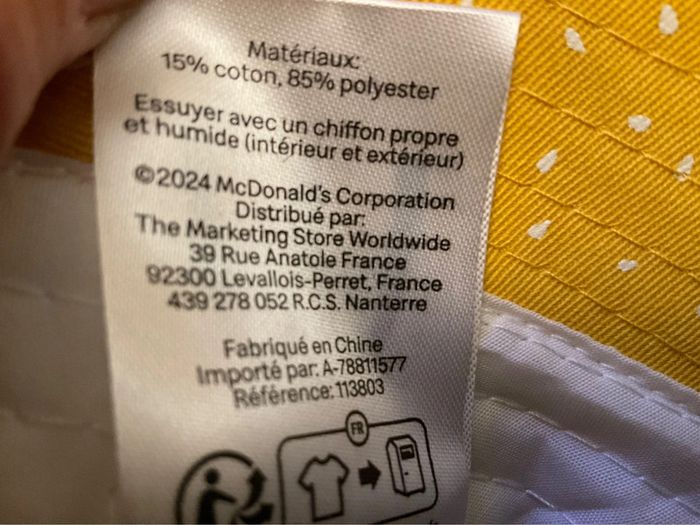 Matériaux:
15% coton, 85% polyester
Essuyer avec un chiffon propre
et humide (intérieur et extérieur)
©2024 McDonald's Corporation
Distribué par:
The Marketing Store Worldwide
39 Rue Anatole France
92300 Levallois-Perret, France
439 278 052 R.C.S. Nanterre
Fabriqué en Chine
Importé par: A-78811577
Référence: 113803
FR